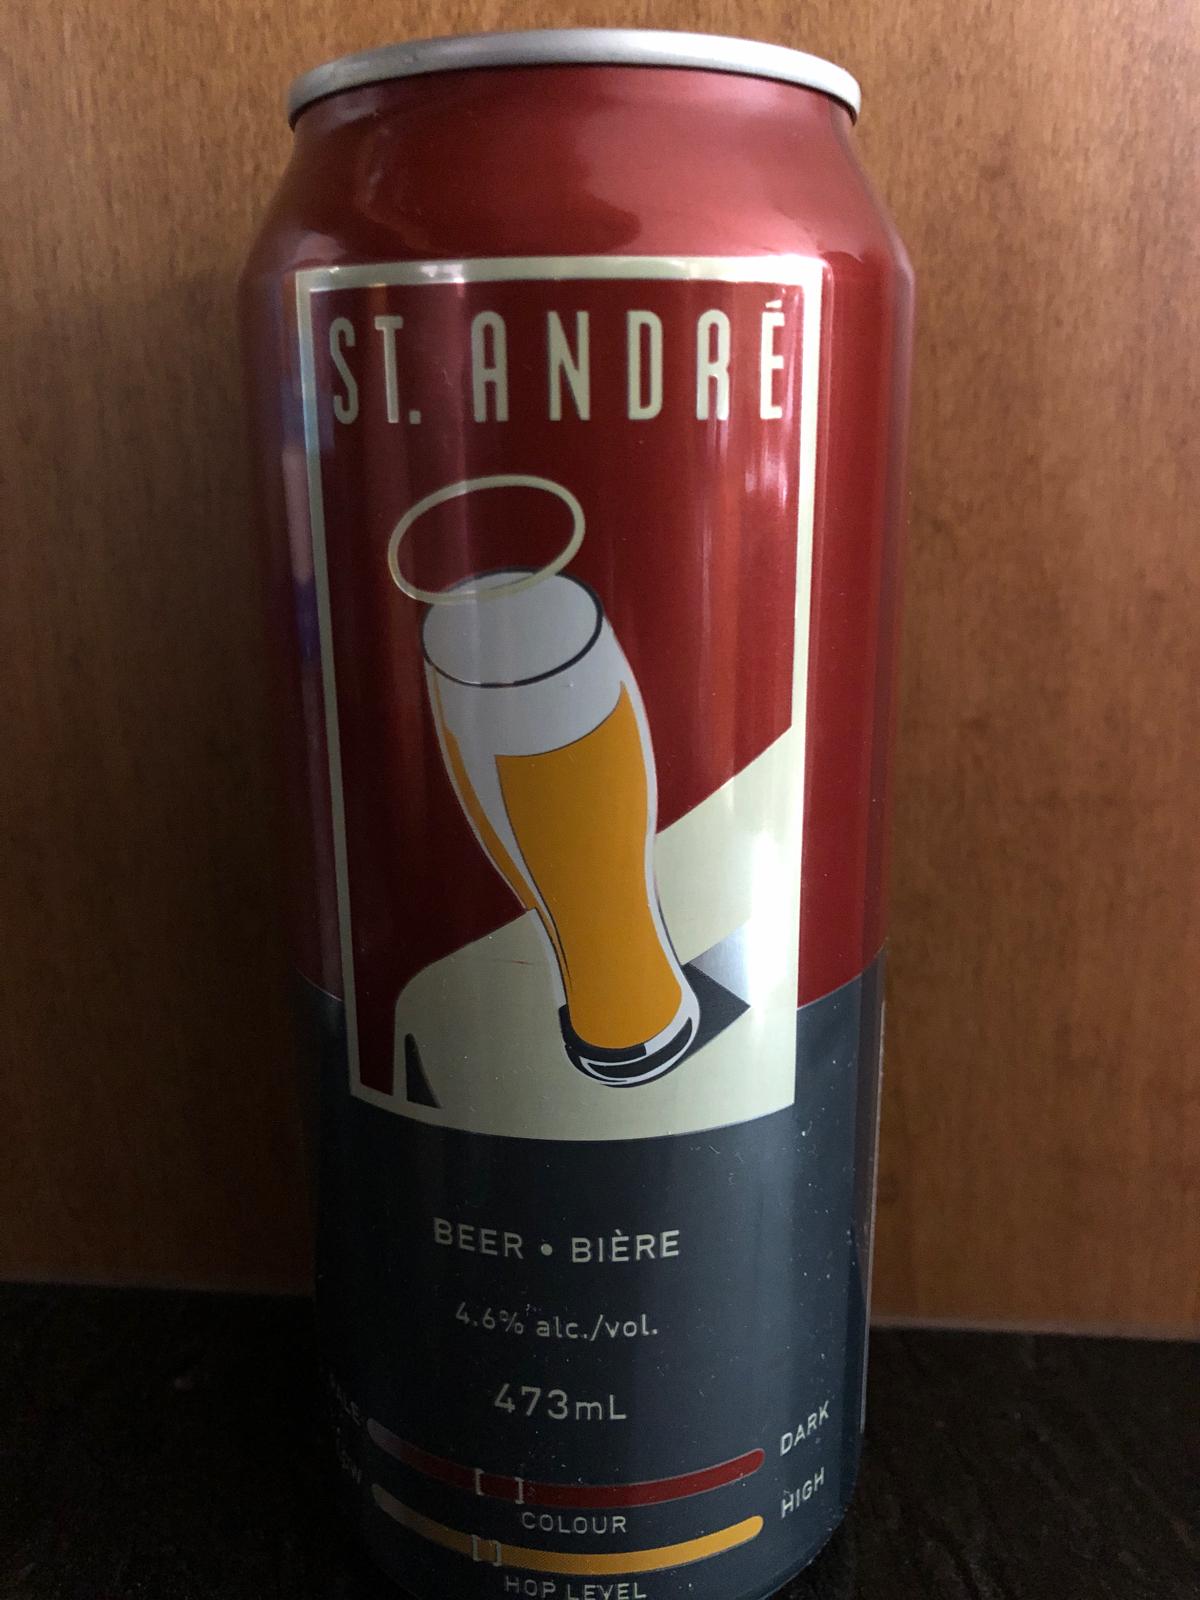 ST. ANDRÉ
BEER • BIÈRE
4.6% alc./vol.
473mL
DARK
COLOUR
HIGH
HOP LEVEL